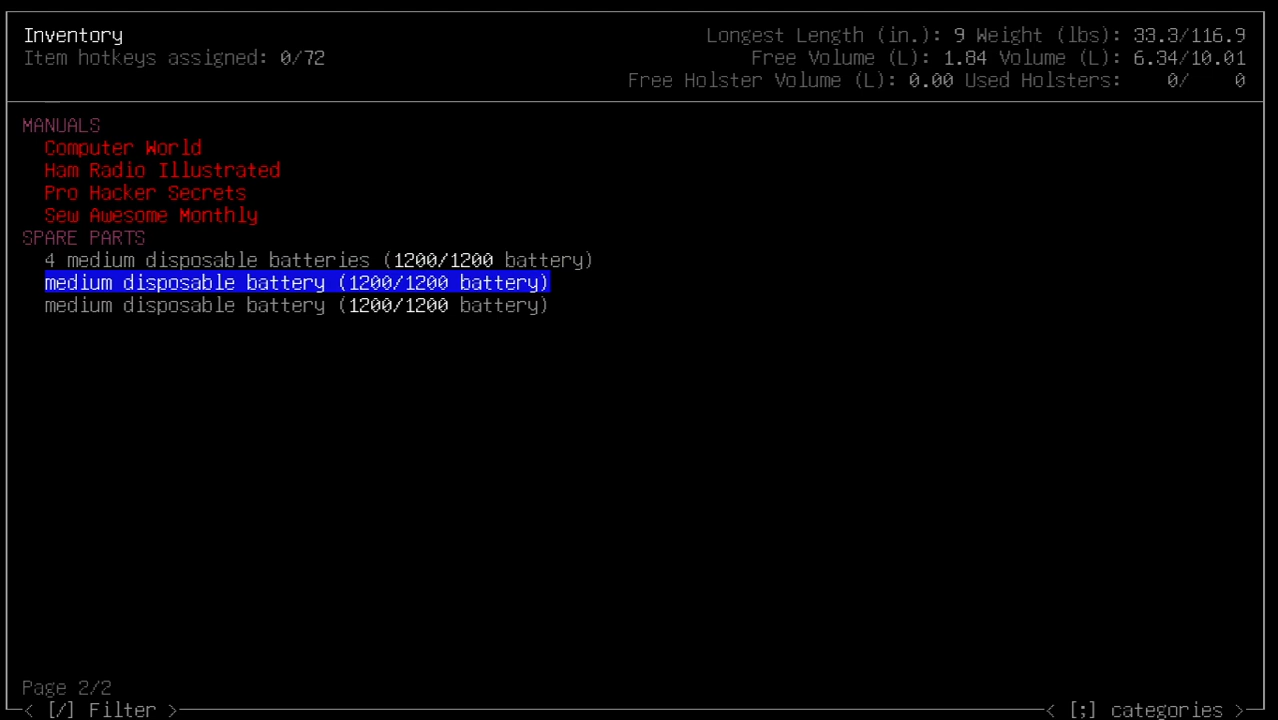 Inventory
Longest Length (in.): 9 Weight (lbs): 33.3/116.9
Item hotkeys assigned: 0/72
Free Volume (L): 1.84 Volume (L): 6.34/10.01
Free Holster Volume (L): 0.00 Used Holsters: 0/ 0
MANUALS
Computer World
Ham Radio Illustrated
Pro Hacker Secrets
Sew Awesome Monthly
SPARE PARTS
4 medium disposable batteries (1200/1200 battery)
medium disposable battery (1200/1200 battery)
medium disposable battery (1200/1200 battery)
Page 2/2
< [/] Filter >
< [;] categories >